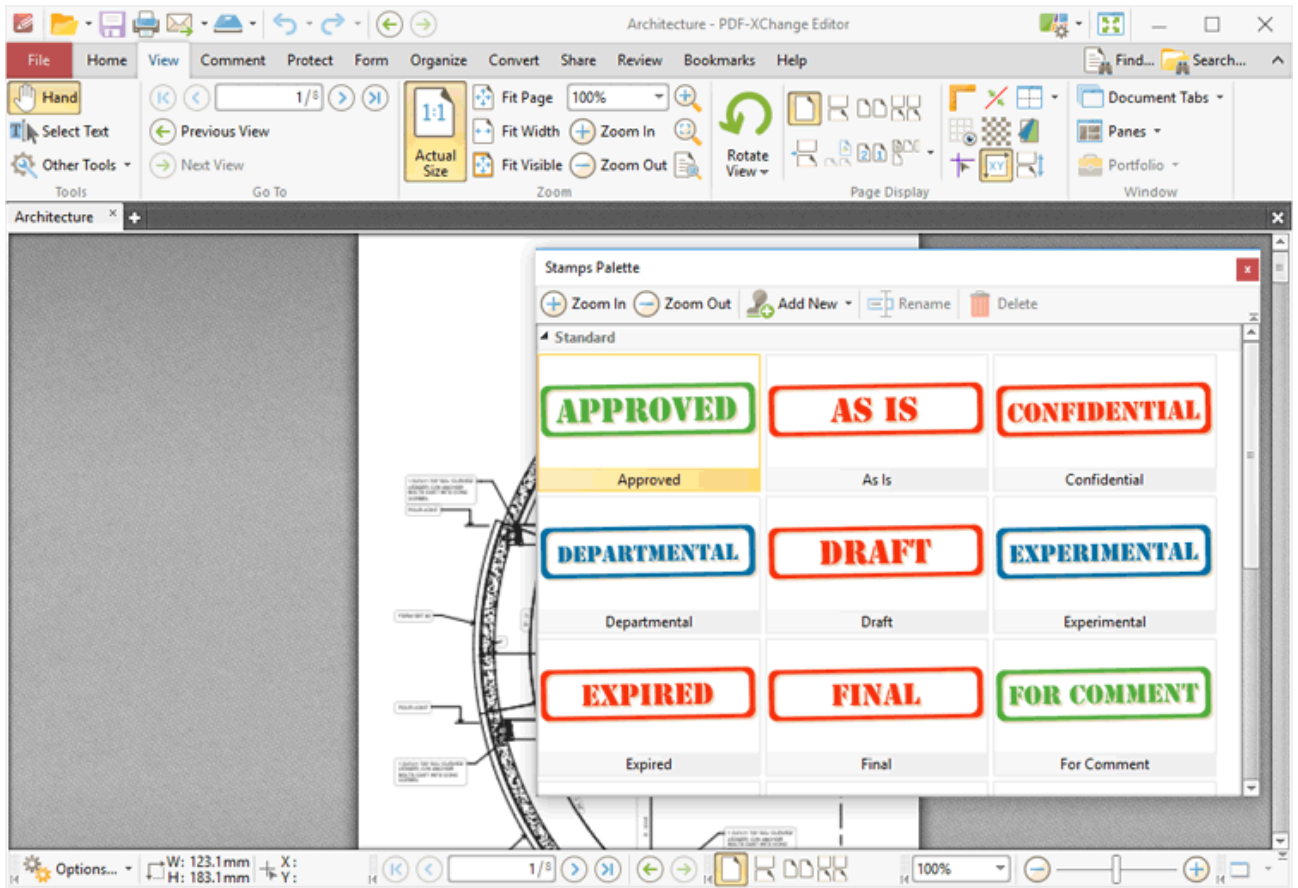 Architecture - PDF-XChange Editor
File Home View Comment Protect Form Organize Convert Share Review Bookmarks Help Find... Search...
Hand 1/8 Fit Page 100% Document Tabs
Select Text Previous View Fit Width Zoom In Panes
Other Tools Next View Actual Size Fit Visible Zoom Out Rotate View Portfolio
Tools Go To Zoom Page Display Window
Architecture
Stamps Palette
Zoom In Zoom Out Add New Rename Delete
Standard
APPROVED AS IS CONFIDENTIAL
Approved As Is Confidential
DEPARTMENTAL DRAFT EXPERIMENTAL
Departmental Draft Experimental
EXPIRED FINAL FOR COMMENT
Expired Final For Comment
Options... W: 123.1mm X: 1/8 100%
H: 183.1mm Y: